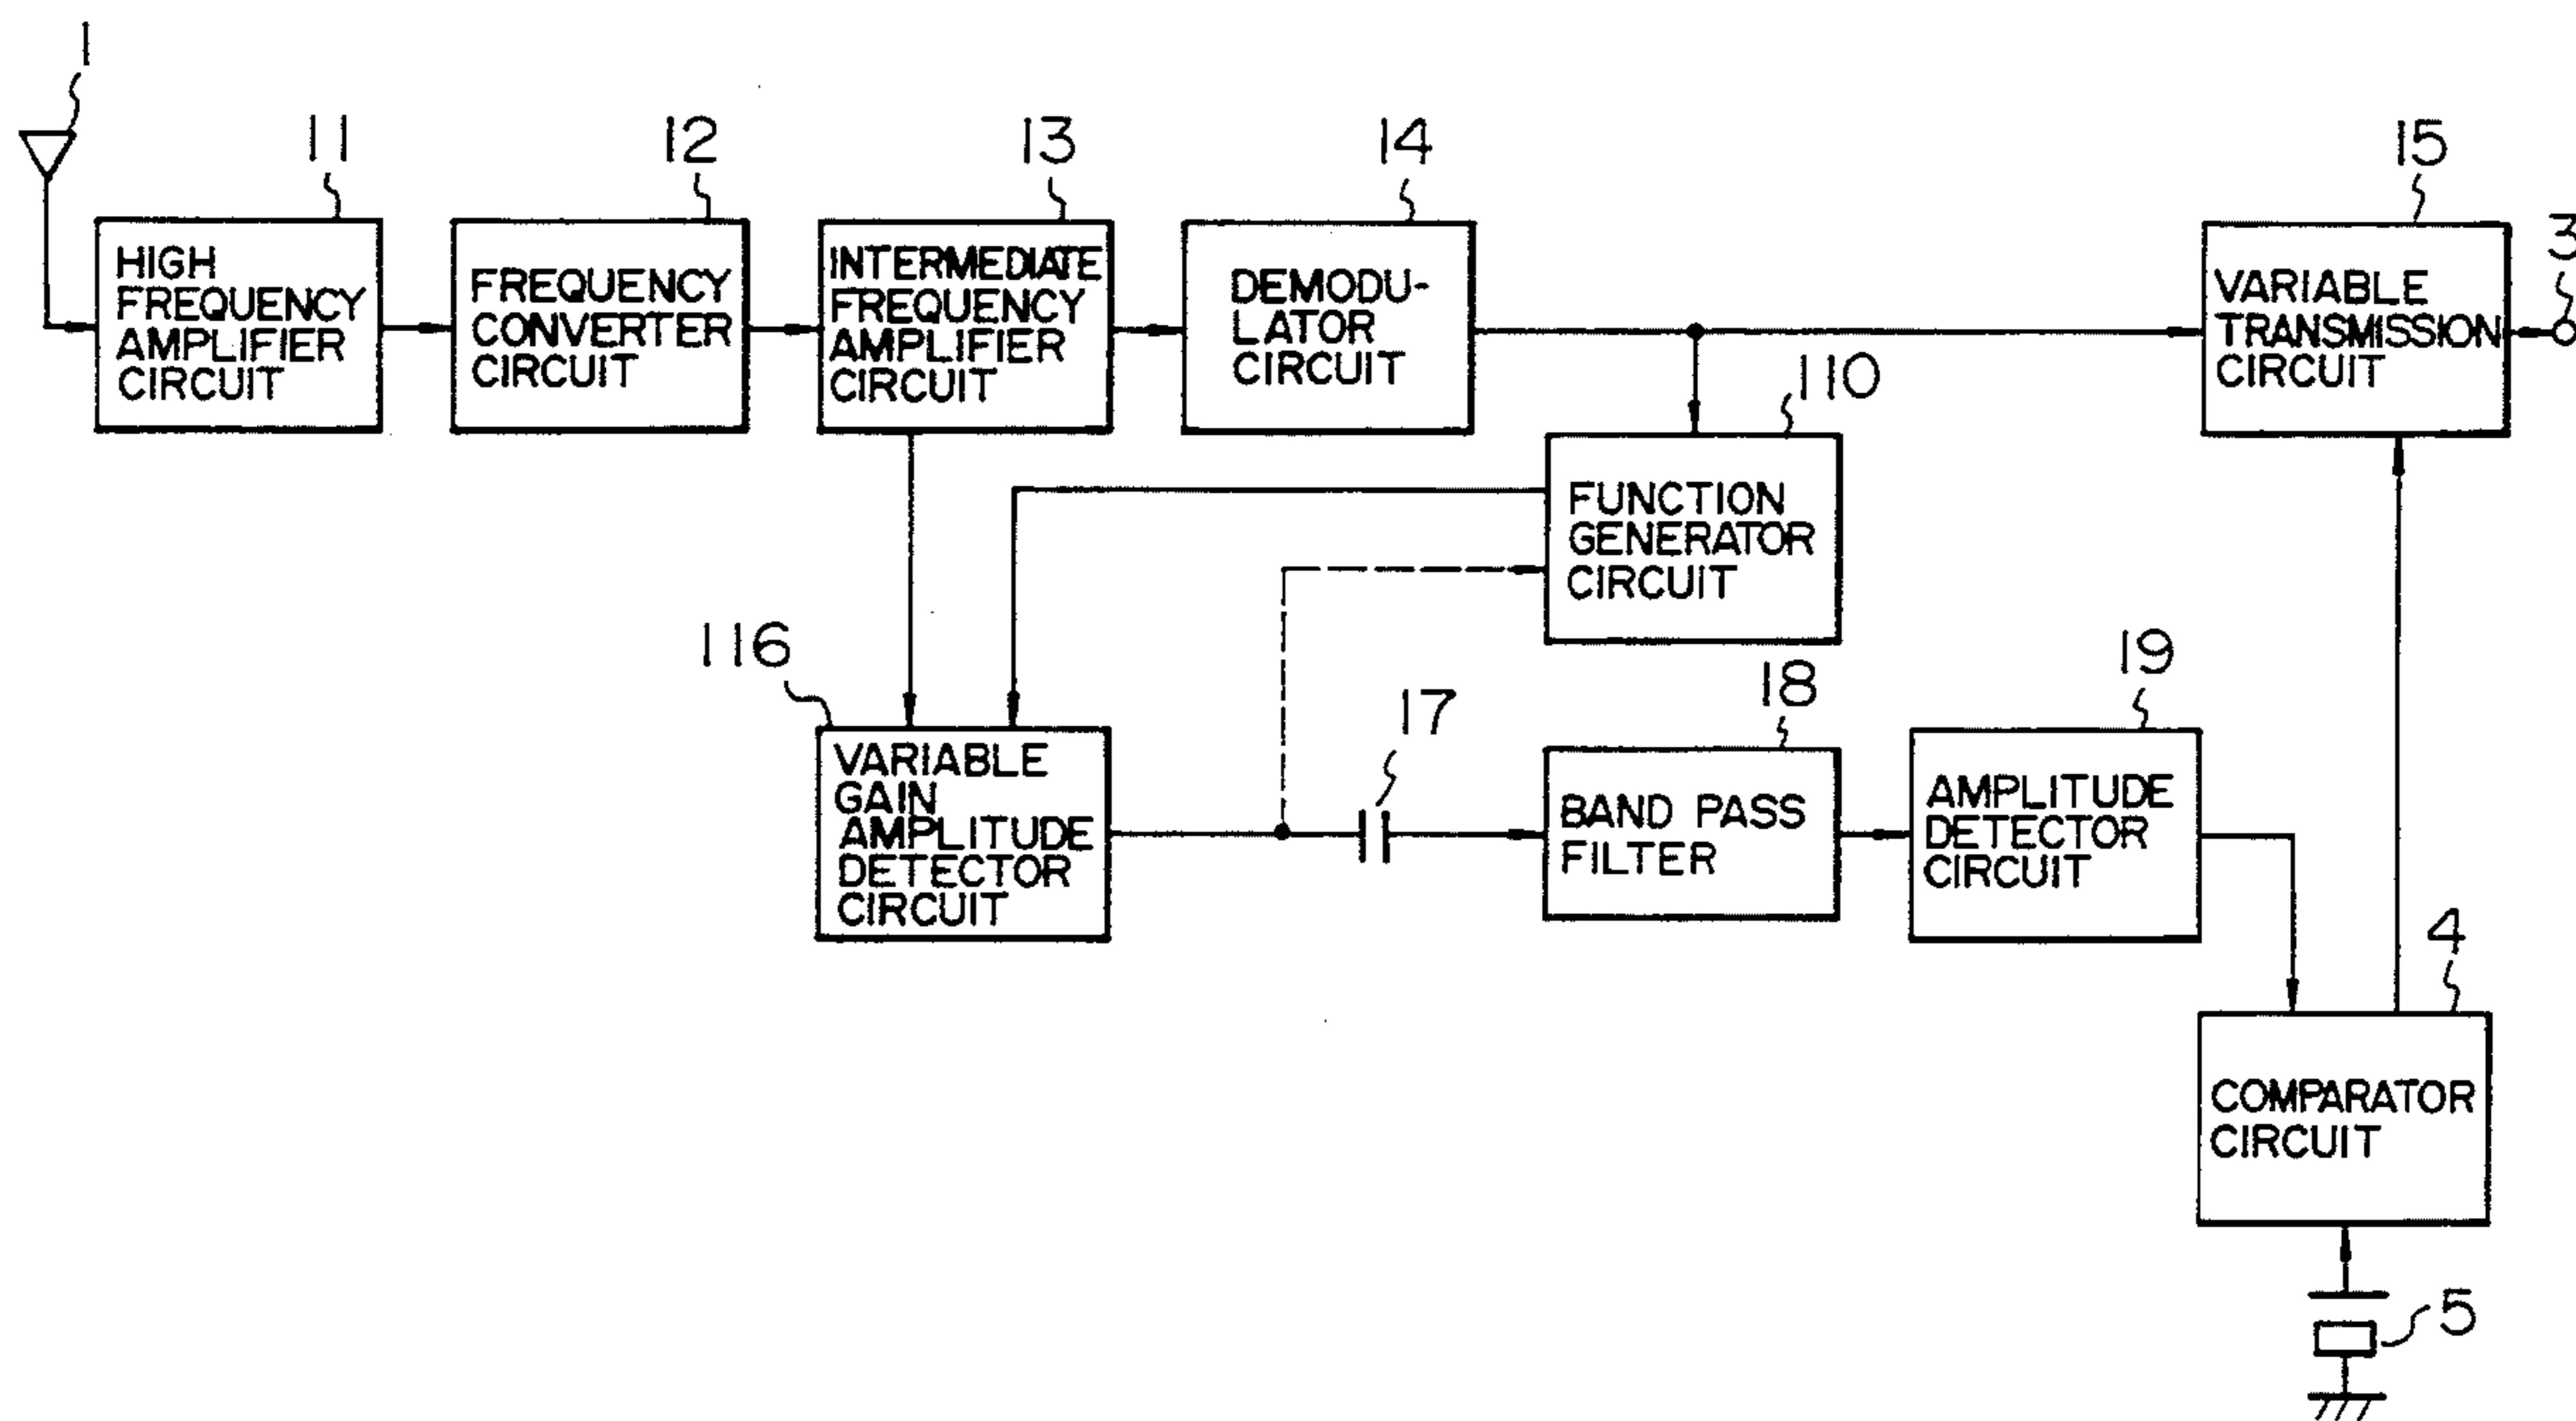 1
11
12
13
14
15
3
HIGH
FREQUENCY
AMPLIFIER
CIRCUIT
FREQUENCY
CONVERTER
CIRCUIT
INTERMEDIATE
FREQUENCY
AMPLIFIER
CIRCUIT
DEMODU-
LATOR
CIRCUIT
VARIABLE
TRANSMISSION
CIRCUIT
110
FUNCTION
GENERATOR
CIRCUIT
116
17
18
19
VARIABLE
GAIN
AMPLITUDE
DETECTOR
CIRCUIT
BAND PASS
FILTER
AMPLITUDE
DETECTOR
CIRCUIT
4
COMPARATOR
CIRCUIT
5